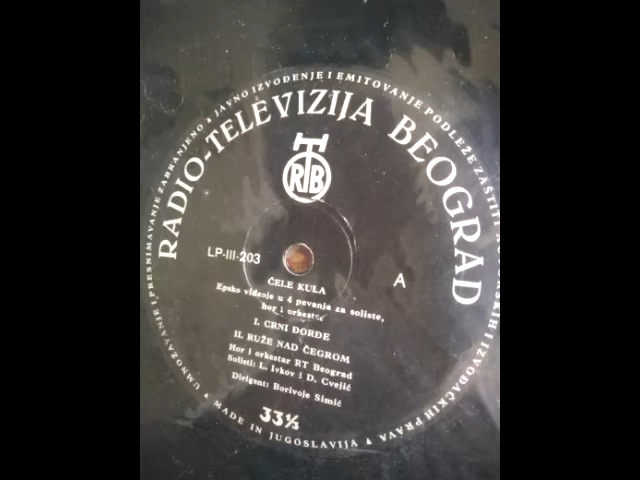 UMNOŽAVANJE, PRESNIMAVANJE ZABRANJENO ▲ JAVNO IZVOĐENJE I EMITOVANJE PODLEŽE ZAŠTITI AUTORSKIH I IZVOĐAČKIH PRAVA
RADIO-TELEVIZIJA BEOGRAD
RTB
LP-III-203
A
ČELE KULA
Epsko viđenje u 4 pevanja za soliste,
hor i orkestar
I. CRNI ĐORĐE
II. RUŽE NAD ČEGROM
Hor i orkestar RT Beograd
Solisti: L. Ivkov i D. Cvejić
Dirigent: Borivoje Simić
33⅓
▲ MADE IN JUGOSLAVIJA ▲